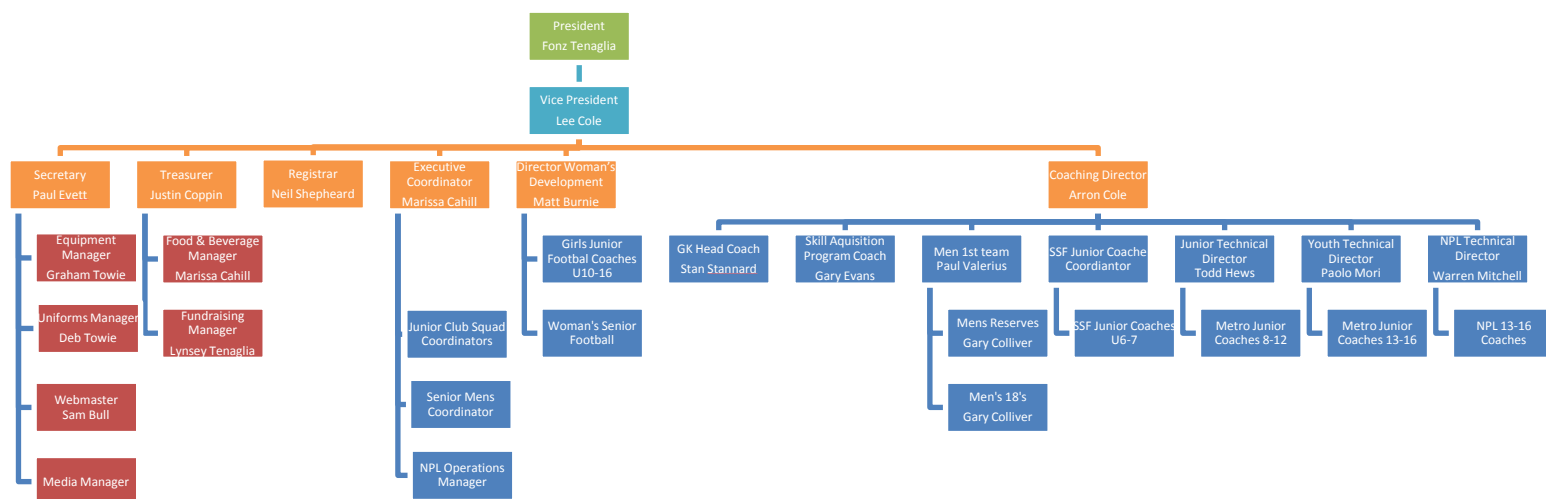 President
Fonz Tenaglia
Vice President
Lee Cole
Secretary
Paul Evett
Treasurer
Justin Coppin
Registrar
Neil Shepheard
Executive
Coordinator
Marissa Cahill
Director Woman's
Development
Matt Burnie
Coaching Director
Arron Cole
Equipment
Manager
Graham Towie
Food & Beverage
Manager
Marissa Cahill
Girls Junior
Footbal Coaches
U10-16
GK Head Coach
Stan Stannard
Skill Aquisition
Program Coach
Gary Evans
Men 1st team
Paul Valerius
SSF Junior Coache
Coordiantor
Junior Technical
Director
Todd Hews
Youth Technical
Director
Paolo Mori
NPL Technical
Director
Warren Mitchell
Uniforms Manager
Deb Towie
Fundraising
Manager
Lynsey Tenaglia
Junior Club Squad
Coordinators
Woman's Senior
Football
Mens Reserves
Gary Colliver
SSF Junior Coaches
U6-7
Metro Junior
Coaches 8-12
Metro Junior
Coaches 13-16
NPL 13-16
Coaches
Webmaster
Sam Bull
Senior Mens
Coordinator
Men's 18's
Gary Colliver
Media Manager
NPL Operations
Manager